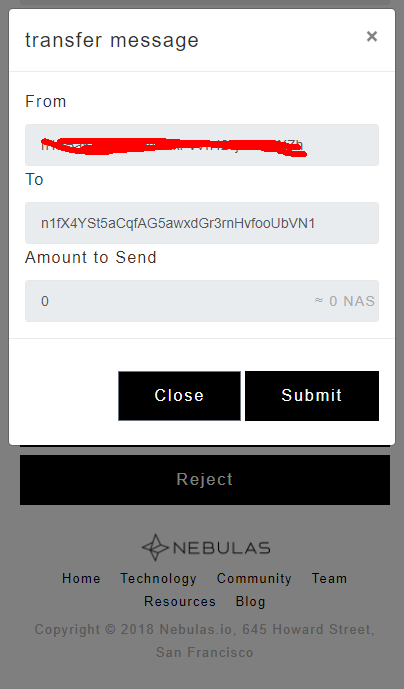 transfer message
×
From
To
n1fX4YSt5aCqfAG5awxdGr3rnHvfooUbVN1
Amount to Send
0 ≈ 0 NAS
Close Submit
Reject
NEBULAS
Home Technology Community Team
Resources Blog
Copyright © 2018 Nebulas.io, 645 Howard Street,
San Francisco